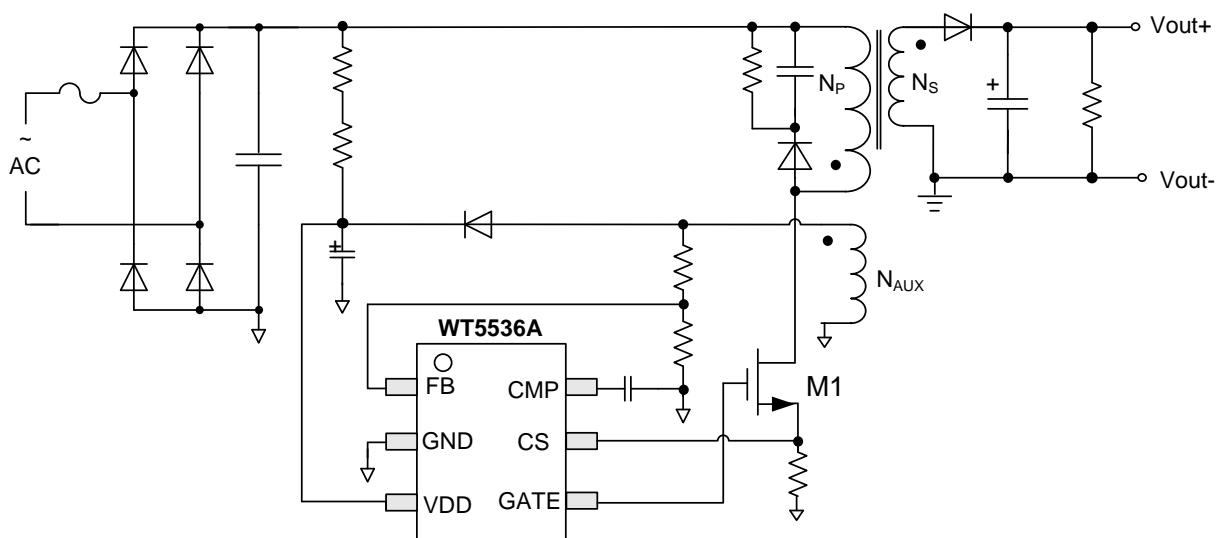 Vout+
N_P
N_S
~
AC
+
Vout-
+
N_AUX
WT5536A
FB
CMP
M1
GND
CS
VDD
GATE